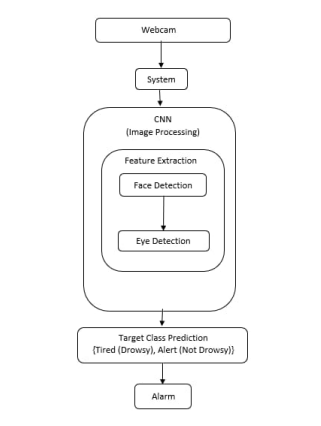 Webcam
System
CNN
(Image Processing)
Feature Extraction
Face Detection
Eye Detection
Target Class Prediction
{Tired (Drowsy), Alert (Not Drowsy)}
Alarm